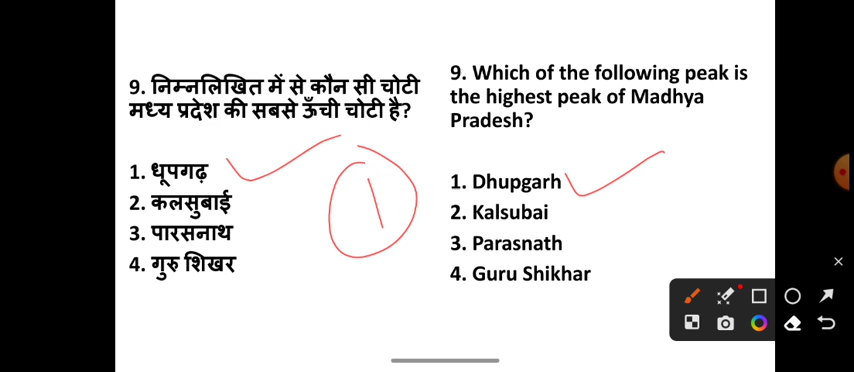 9. निम्नलिखित में से कौन सी चोटी
मध्य प्रदेश की सबसे ऊँची चोटी है?
1. धूपगढ़
2. कलसुबाई
3. पारसनाथ
4. गुरु शिखर
1
9. Which of the following peak is
the highest peak of Madhya
Pradesh?
1. Dhupgarh
2. Kalsubai
3. Parasnath
4. Guru Shikhar